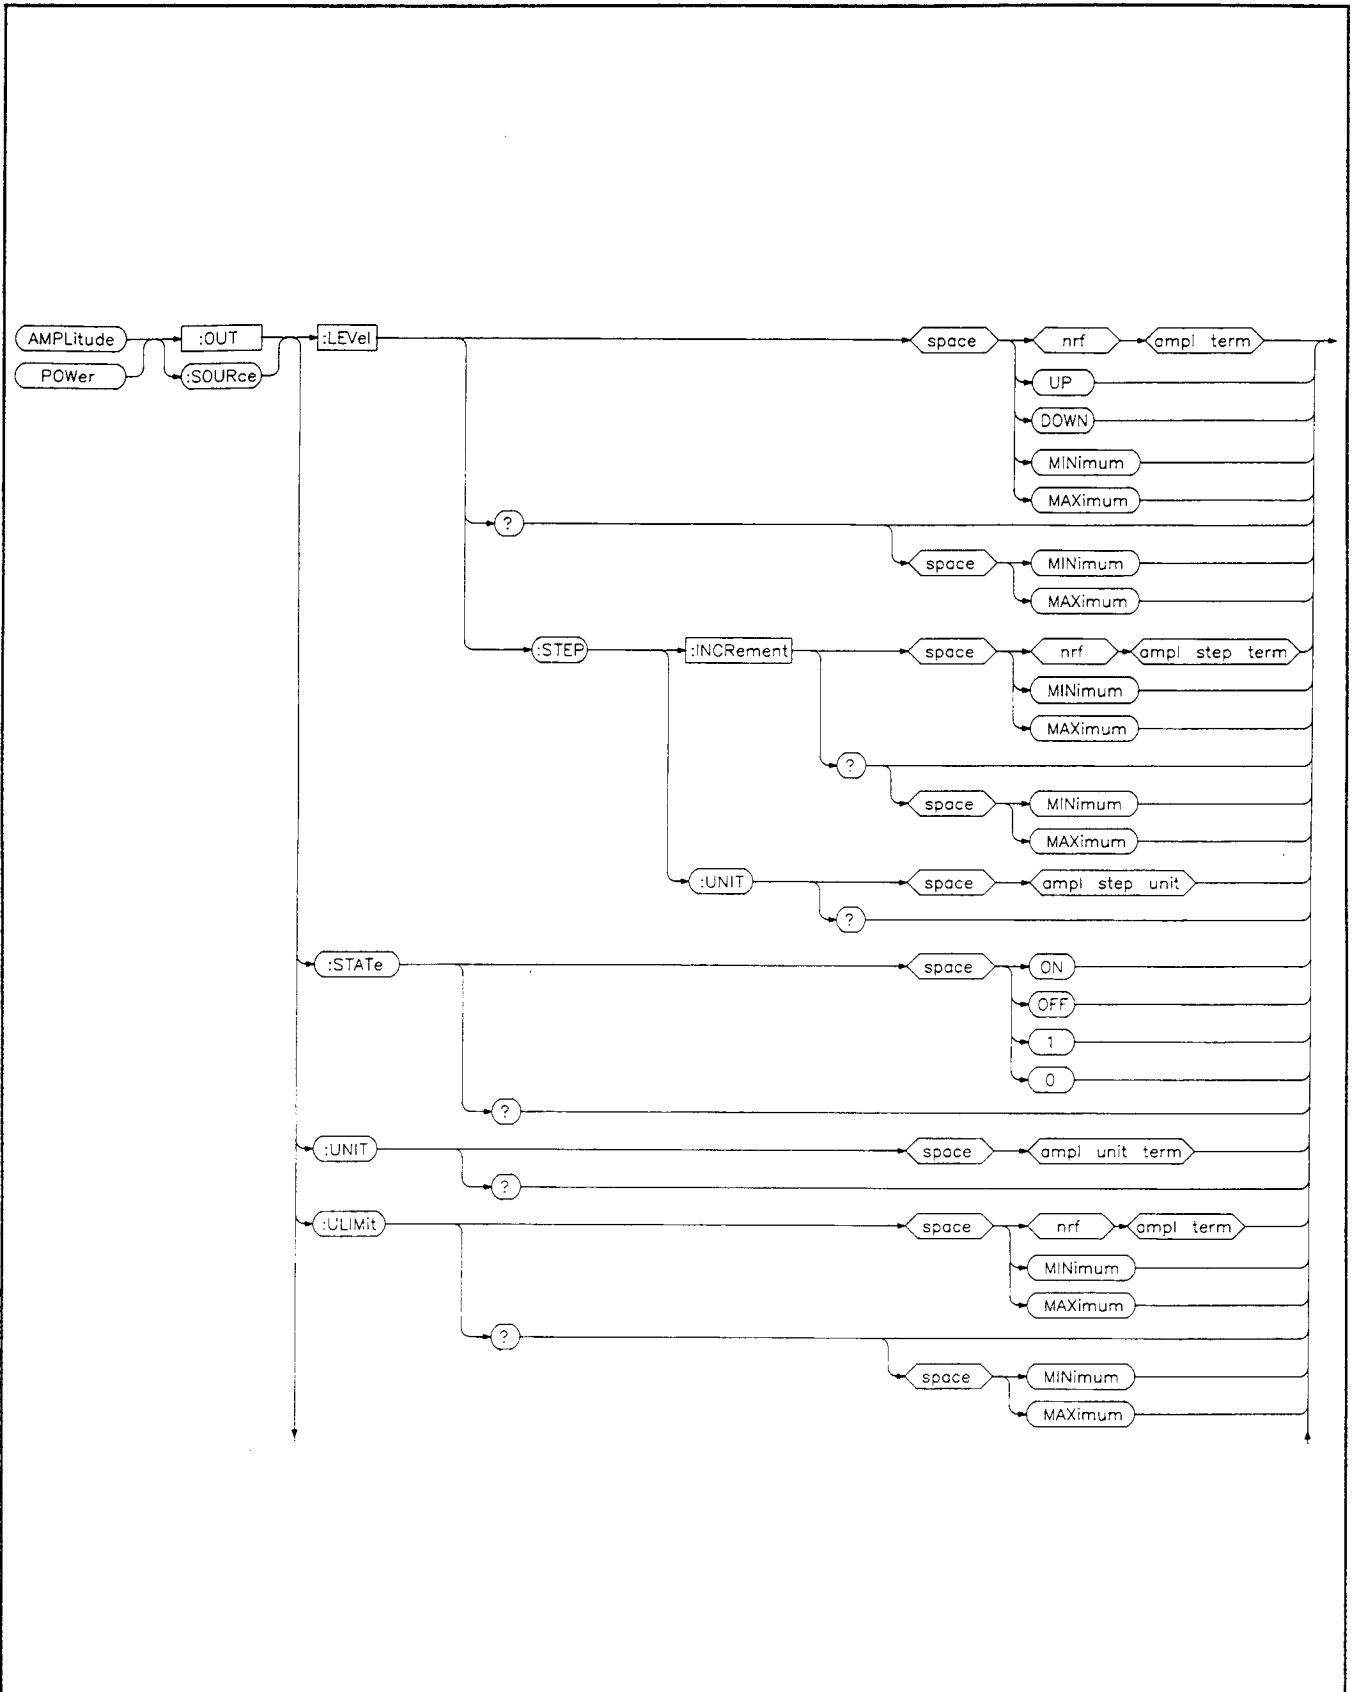 AMPLitude :OUT :LEVel space nrf ampl term
POWer :SOURce UP
DOWN
MINimum
MAXimum
?
space MINimum
MAXimum
:STEP :INCRement space nrf ampl step term
MINimum
MAXimum
?
space MINimum
MAXimum
:UNIT space ampl step unit
?
:STATe space ON
OFF
1
0
?
:UNIT space ampl unit term
?
:ULIMit space nrf ampl term
MINimum
MAXimum
?
space MINimum
MAXimum